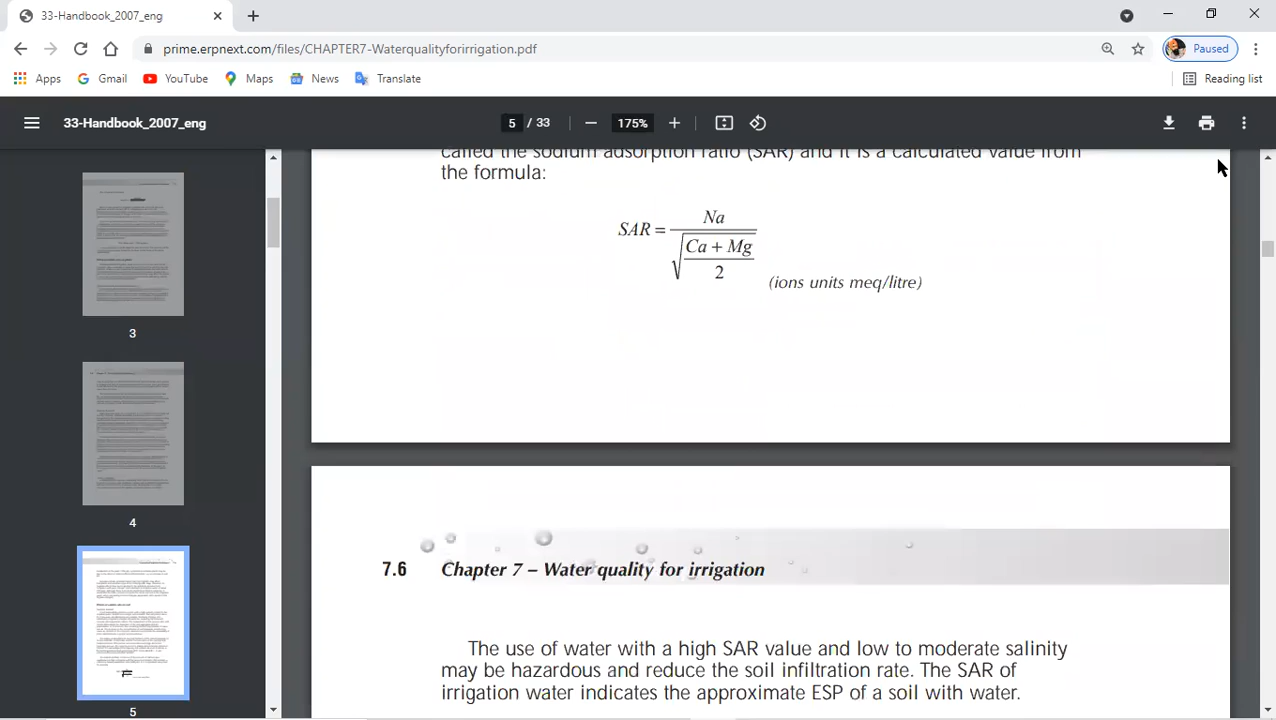 33-Handbook_2007_eng
prime.erpnext.com/files/CHAPTER7-Waterqualityforirrigation.pdf
Paused
Apps Gmail YouTube Maps News Translate Reading list
33-Handbook_2007_eng 5 / 33 175%
called the sodium adsorption ratio (SAR) and it is a calculated value from
the formula:
SAR = Na / √((Ca + Mg) / 2)
(ions units meq/litre)
7.6 Chapter 7 – Water quality for irrigation
The use of water with a high SAR value and low to moderate salinity
may be hazardous and reduce the soil infiltration rate. The SAR of
irrigation water indicates the approximate ESP of a soil with water.
3
4
5